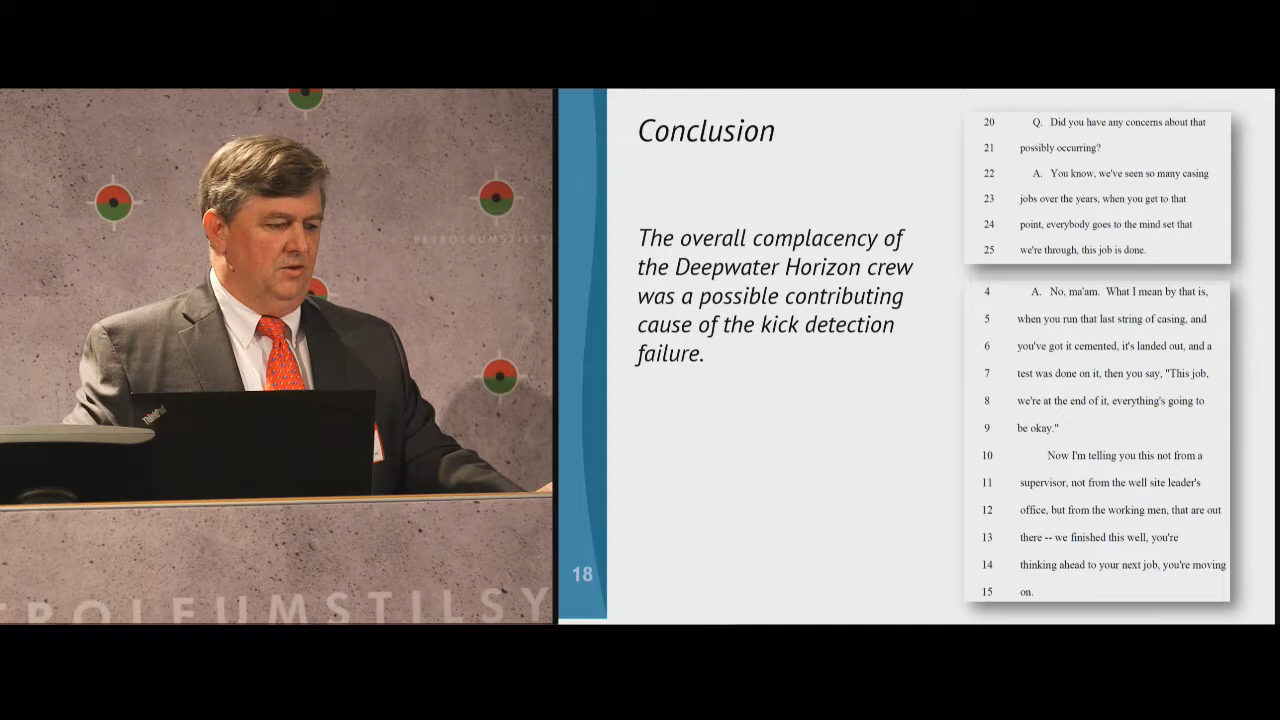 PETROLEUMSTILSY
ThinkPad
ROLEUMSTILSY
18
Conclusion
The overall complacency of
the Deepwater Horizon crew
was a possible contributing
cause of the kick detection
failure.
20 Q. Did you have any concerns about that
21 possibly occurring?
22 A. You know, we've seen so many casing
23 jobs over the years, when you get to that
24 point, everybody goes to the mind set that
25 we're through, this job is done.
4 A. No, ma'am. What I mean by that is,
5 when you run that last string of casing, and
6 you've got it cemented, it's landed out, and a
7 test was done on it, then you say, "This job,
8 we're at the end of it, everything's going to
9 be okay."
10 Now I'm telling you this not from a
11 supervisor, not from the well site leader's
12 office, but from the working men, that are out
13 there -- we finished this well, you're
14 thinking ahead to your next job, you're moving
15 on.